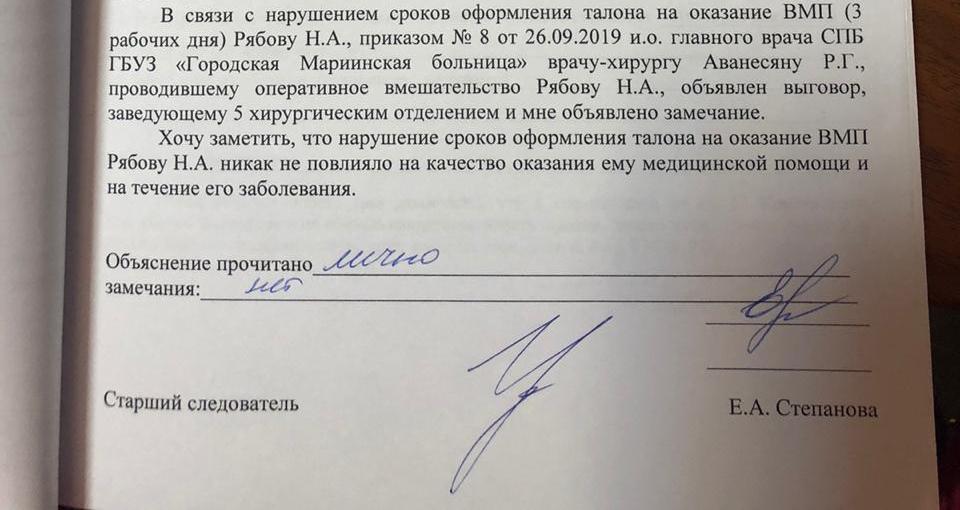 В связи с нарушением сроков оформления талона на оказание ВМП (3
рабочих дня) Рябову Н.А., приказом № 8 от 26.09.2019 и.о. главного врача СПБ
ГБУЗ «Городская Мариинская больница» врачу-хирургу Аванесяну Р.Г.,
проводившему оперативное вмешательство Рябову Н.А., объявлен выговор,
заведующему 5 хирургическим отделением и мне объявлено замечание.
Хочу заметить, что нарушение сроков оформления талона на оказание ВМП
Рябову Н.А. никак не повлияло на качество оказания ему медицинской помощи и
на течение его заболевания.
Объяснение прочитано лично
замечания: нет
Старший следователь Е.А. Степанова